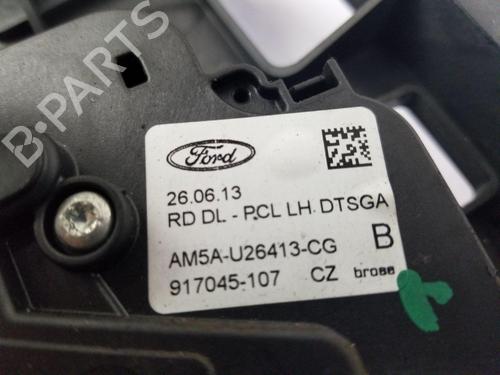 B-PARTS
Ford
26.06.13
RD DL - PCL LH DTSGA
AM5A-U26413-CG B
917045-107 CZ brose